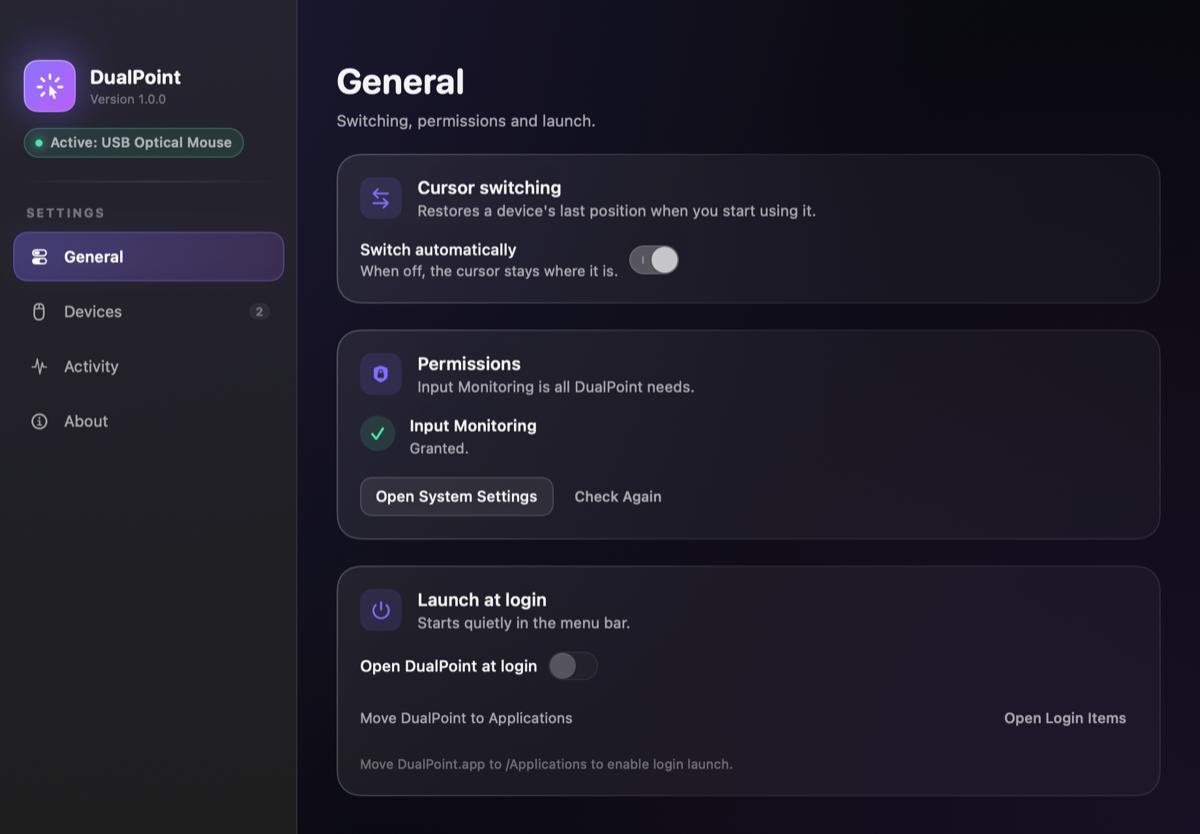 DualPoint
Version 1.0.0
Active: USB Optical Mouse
SETTINGS
General
Devices
2
Activity
About
General
Switching, permissions and launch.
Cursor switching
Restores a device's last position when you start using it.
Switch automatically
When off, the cursor stays where it is.
Permissions
Input Monitoring is all DualPoint needs.
Input Monitoring
Granted.
Open System Settings
Check Again
Launch at login
Starts quietly in the menu bar.
Open DualPoint at login
Move DualPoint to Applications
Open Login Items
Move DualPoint.app to /Applications to enable login launch.